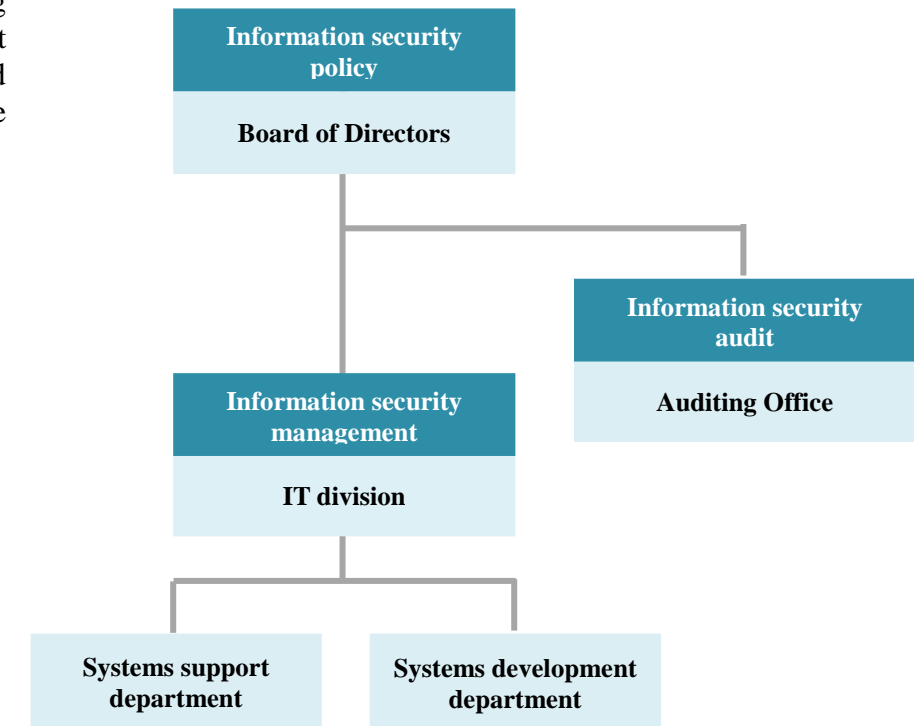 Information security
policy
Board of Directors
Information security
audit
Auditing Office
Information security
management
IT division
Systems support
department
Systems development
department